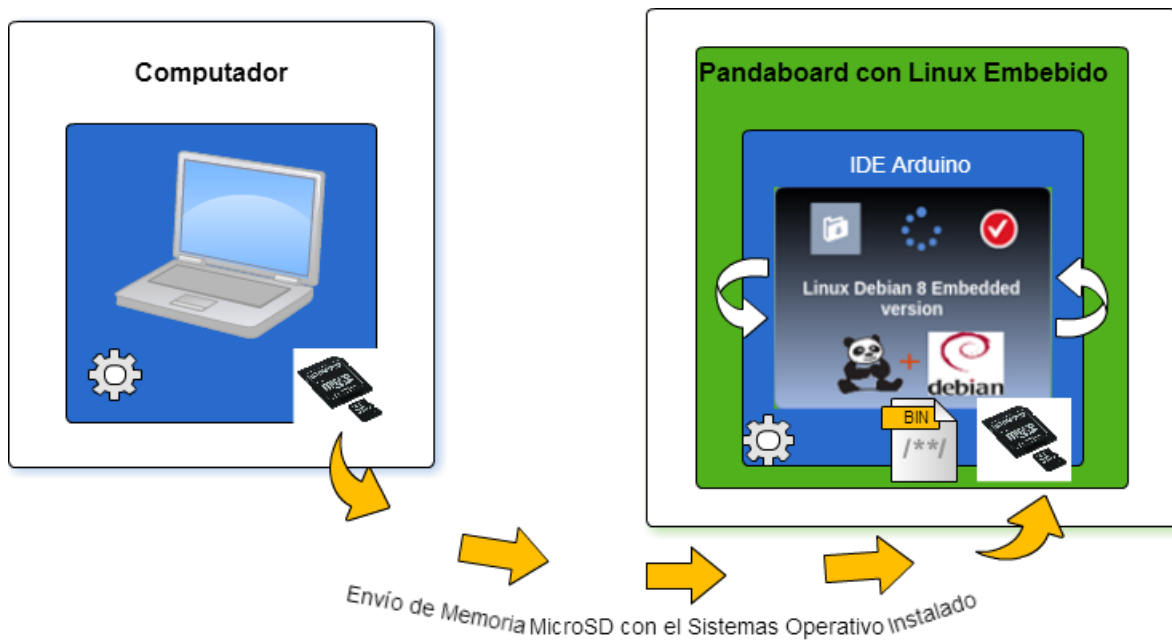 Computador
Pandaboard con Linux Embebido
IDE Arduino
Linux Debian 8 Embedded
version
debian
BIN
/**/
Envío de Memoria MicroSD con el Sistemas Operativo Instalado